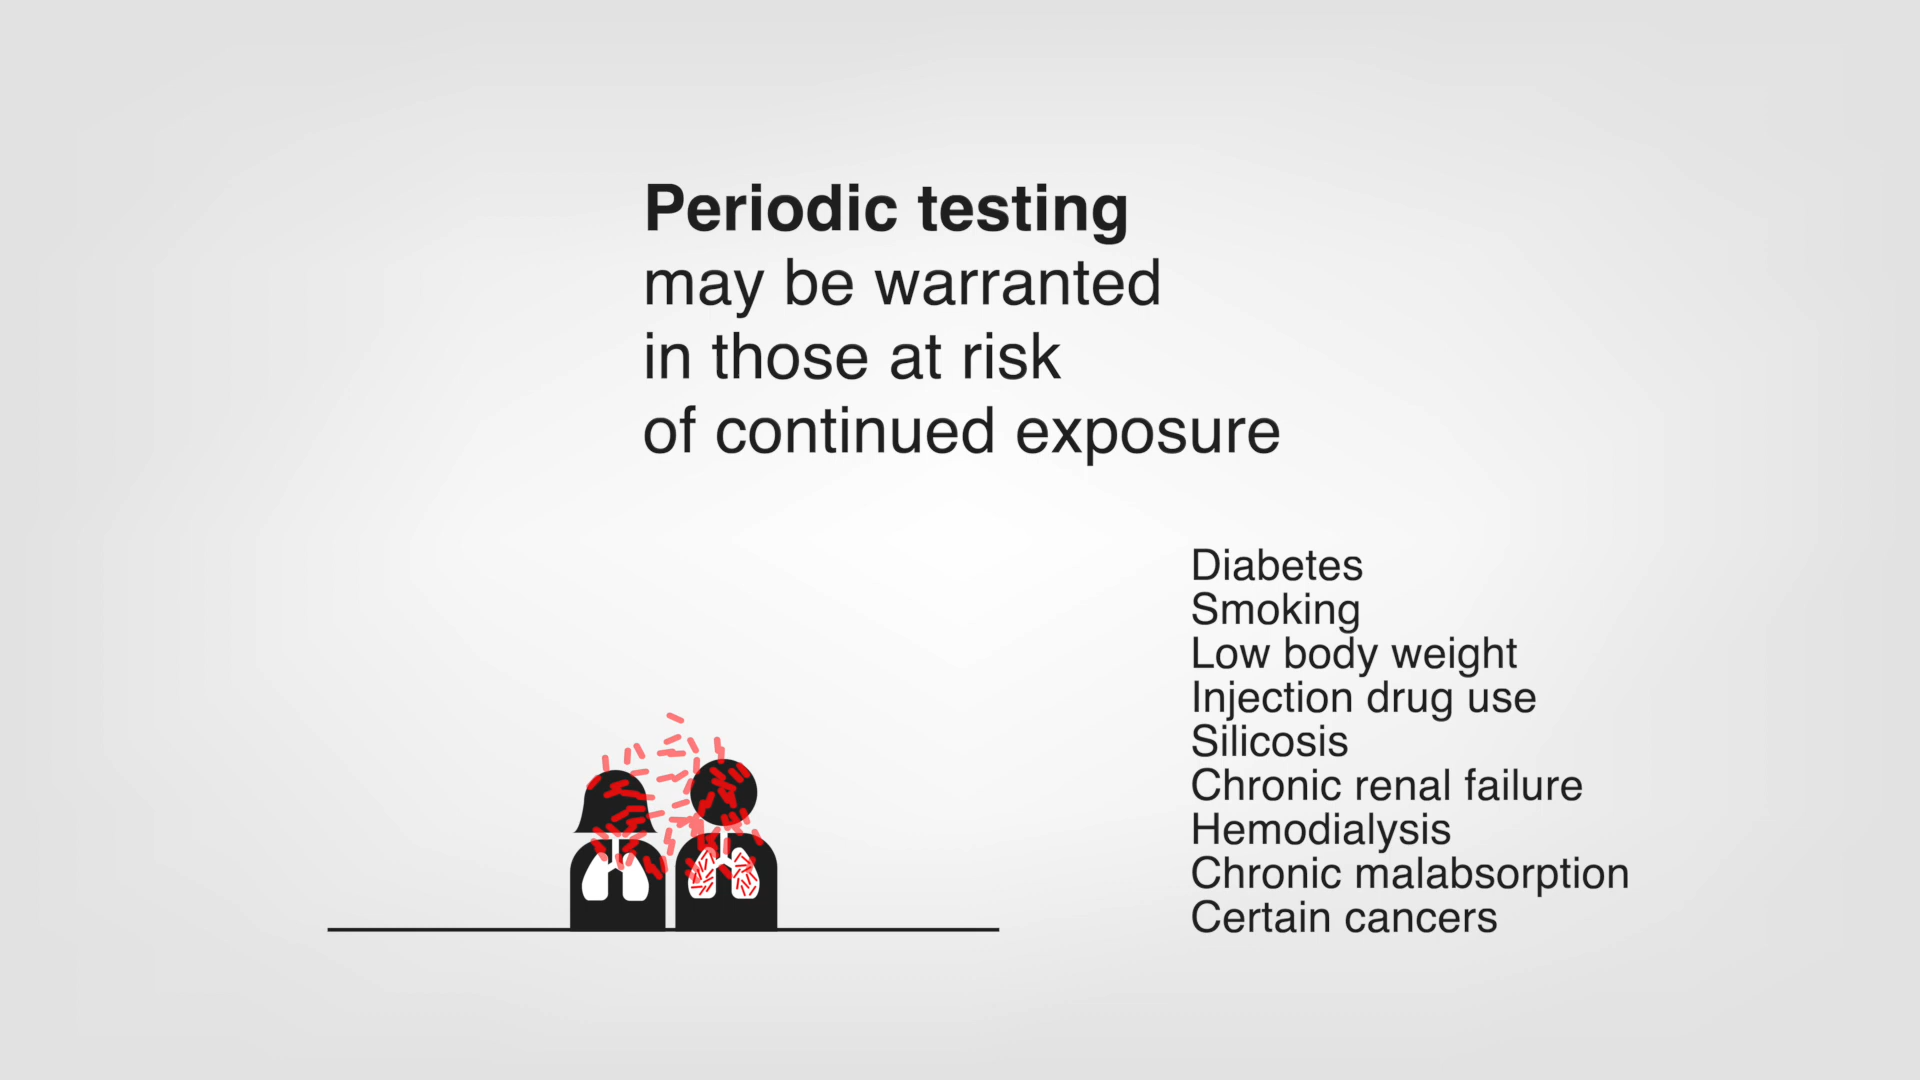 Periodic testing
may be warranted
in those at risk
of continued exposure
Diabetes
Smoking
Low body weight
Injection drug use
Silicosis
Chronic renal failure
Hemodialysis
Chronic malabsorption
Certain cancers